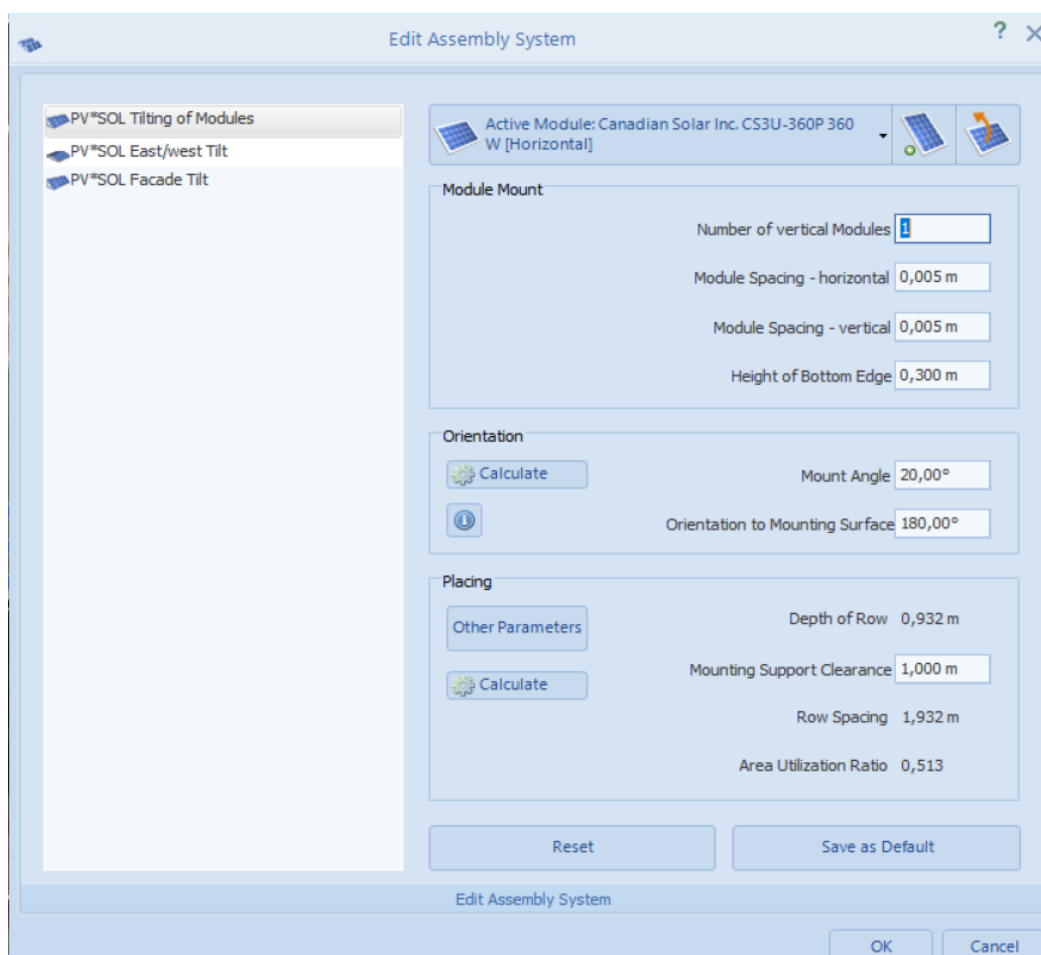 Edit Assembly System
?
PV*SOL Tilting of Modules
PV*SOL East/west Tilt
PV*SOL Facade Tilt
Active Module: Canadian Solar Inc. CS3U-360P 360
W [Horizontal]
Module Mount
Number of vertical Modules 1
Module Spacing - horizontal 0,005 m
Module Spacing - vertical 0,005 m
Height of Bottom Edge 0,300 m
Orientation
Calculate
Mount Angle 20,00°
Orientation to Mounting Surface 180,00°
Placing
Other Parameters
Depth of Row 0,932 m
Mounting Support Clearance 1,000 m
Calculate
Row Spacing 1,932 m
Area Utilization Ratio 0,513
Reset
Save as Default
Edit Assembly System
OK
Cancel